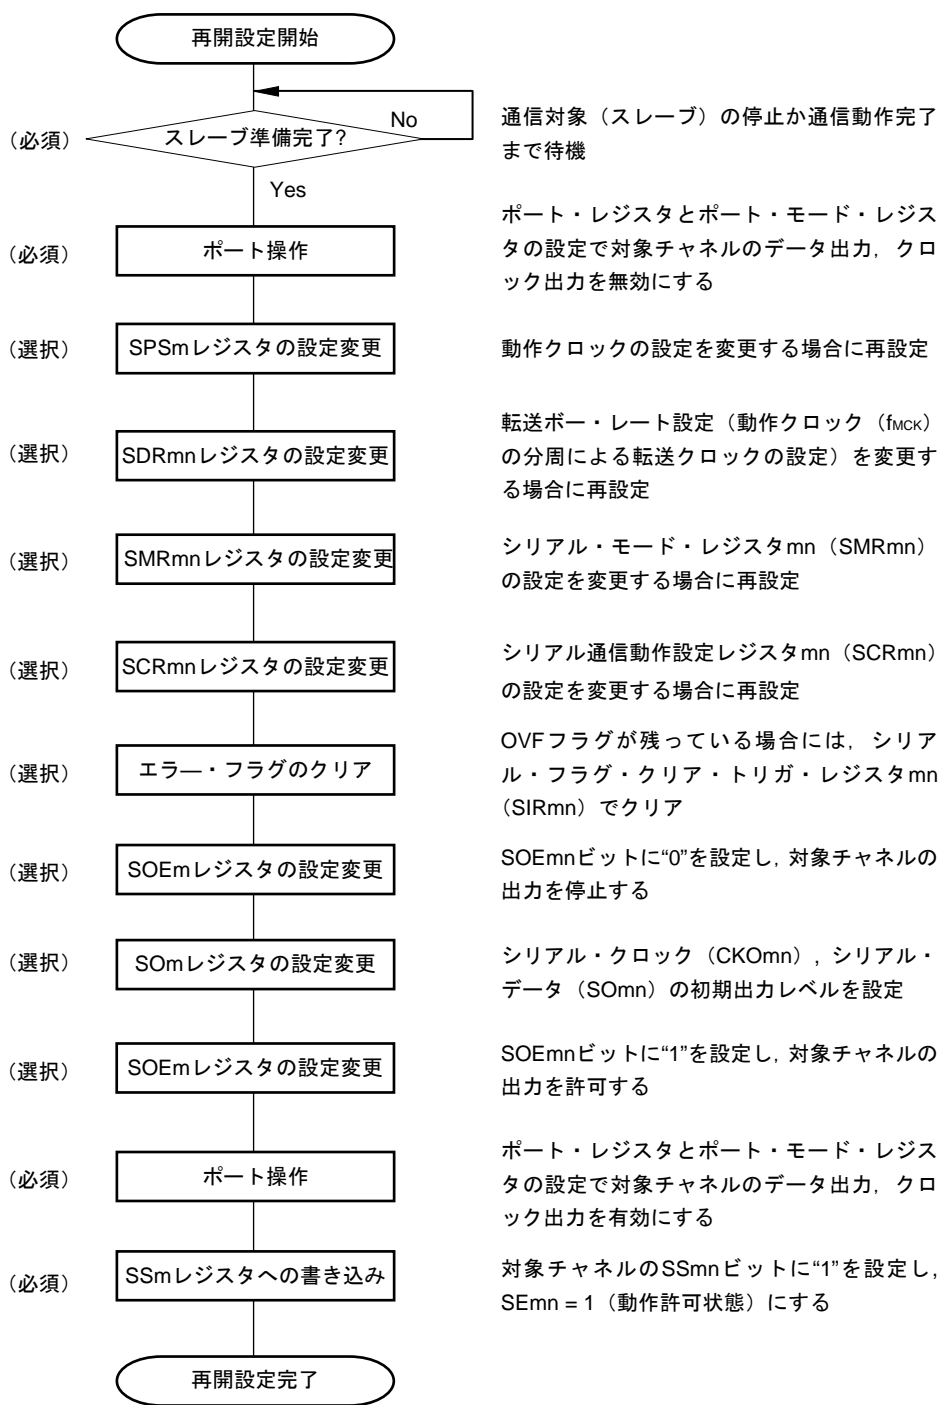 再開設定開始
No
(必須)
スレーブ準備完了?
通信対象（スレーブ）の停止か通信動作完了
まで待機
Yes
(必須)
ポート操作
ポート・レジスタとポート・モード・レジス
タの設定で対象チャネルのデータ出力，クロ
ック出力を無効にする
(選択)
SPSmレジスタの設定変更
動作クロックの設定を変更する場合に再設定
(選択)
SDRmnレジスタの設定変更
転送ボー・レート設定（動作クロック（fMCK）
の分周による転送クロックの設定）を変更す
る場合に再設定
(選択)
SMRmnレジスタの設定変更
シリアル・モード・レジスタmn（SMRmn）
の設定を変更する場合に再設定
(選択)
SCRmnレジスタの設定変更
シリアル通信動作設定レジスタmn（SCRmn）
の設定を変更する場合に再設定
(選択)
エラ―・フラグのクリア
OVFフラグが残っている場合には，シリア
ル・フラグ・クリア・トリガ・レジスタmn
（SIRmn）でクリア
(選択)
SOEmレジスタの設定変更
SOEmnビットに“0”を設定し，対象チャネルの
出力を停止する
(選択)
SOmレジスタの設定変更
シリアル・クロック（CKOmn），シリアル・
データ（SOmn）の初期出力レベルを設定
(選択)
SOEmレジスタの設定変更
SOEmnビットに“1”を設定し，対象チャネルの
出力を許可する
(必須)
ポート操作
ポート・レジスタとポート・モード・レジス
タの設定で対象チャネルのデータ出力，クロ
ック出力を有効にする
(必須)
SSmレジスタへの書き込み
対象チャネルのSSmnビットに“1”を設定し，
SEmn = 1（動作許可状態）にする
再開設定完了